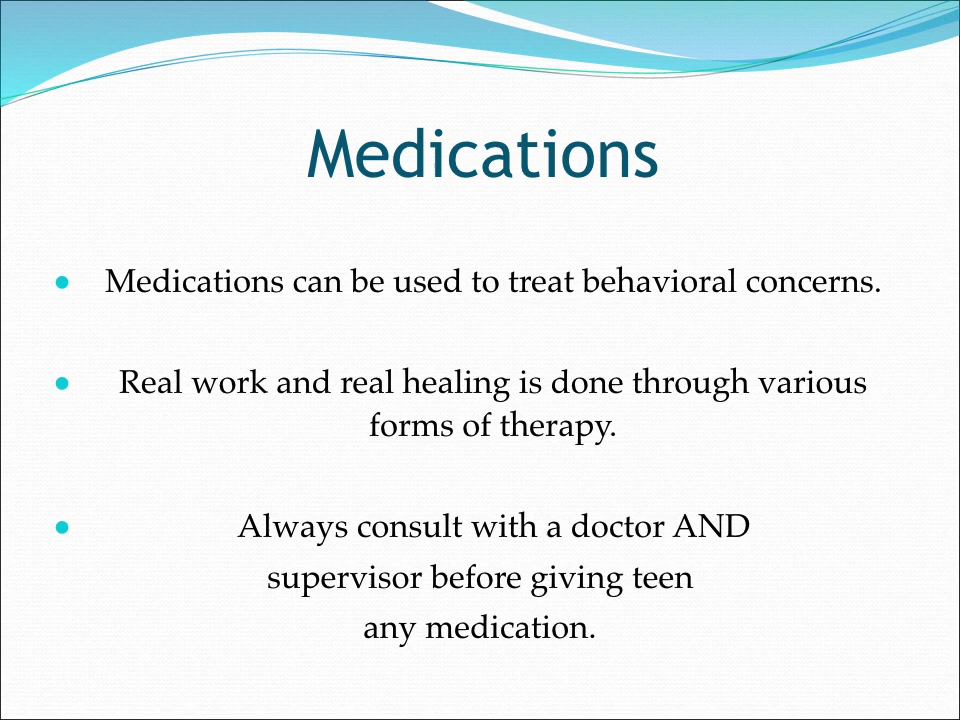 Medications
• Medications can be used to treat behavioral concerns.
• Real work and real healing is done through various
forms of therapy.
• Always consult with a doctor AND
supervisor before giving teen
any medication.